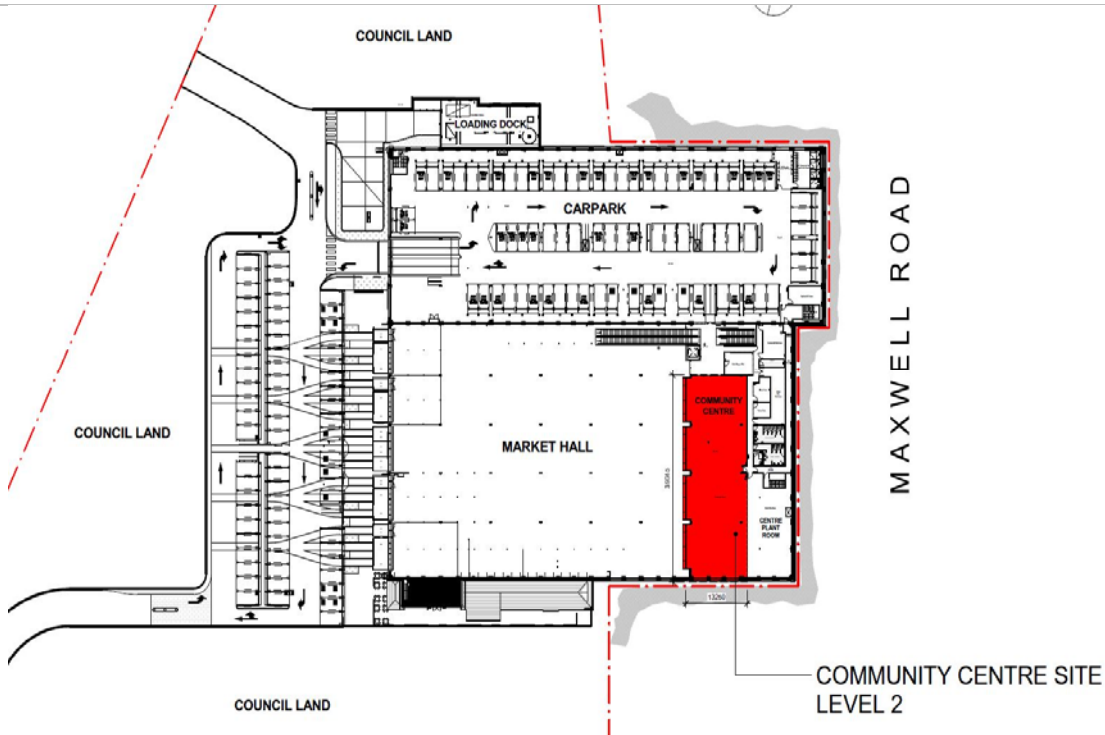 COUNCIL LAND
LOADING DOCK
CARPARK
MAXWELL ROAD
COMMUNITY
CENTRE
COUNCIL LAND
MARKET HALL
CENTRE
PLANT
ROOM
13260
COMMUNITY CENTRE SITE
LEVEL 2
COUNCIL LAND